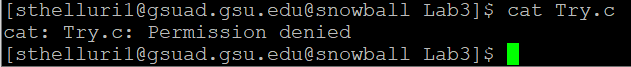 [sthelluri1@gsuad.gsu.edu@snowball Lab3]$ cat Try.c
cat: Try.c: Permission denied
[sthelluri1@gsuad.gsu.edu@snowball Lab3]$